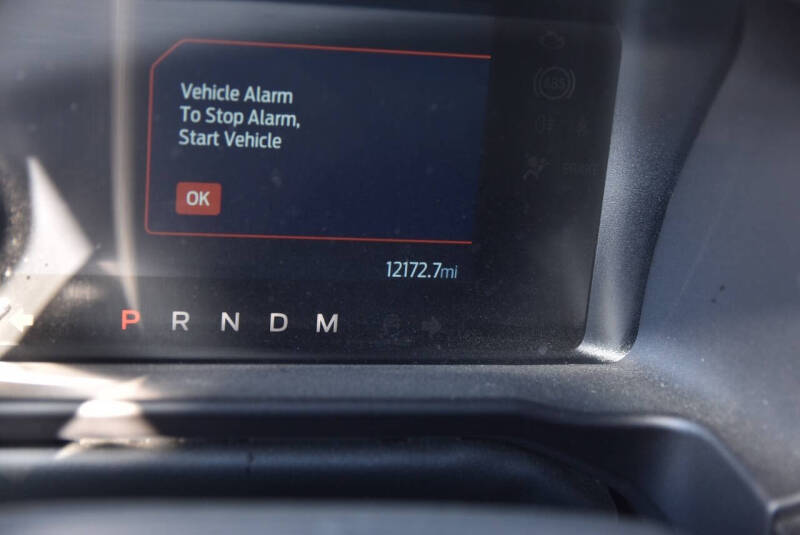 Vehicle Alarm
To Stop Alarm,
Start Vehicle
OK
12172.7mi
P R N D M